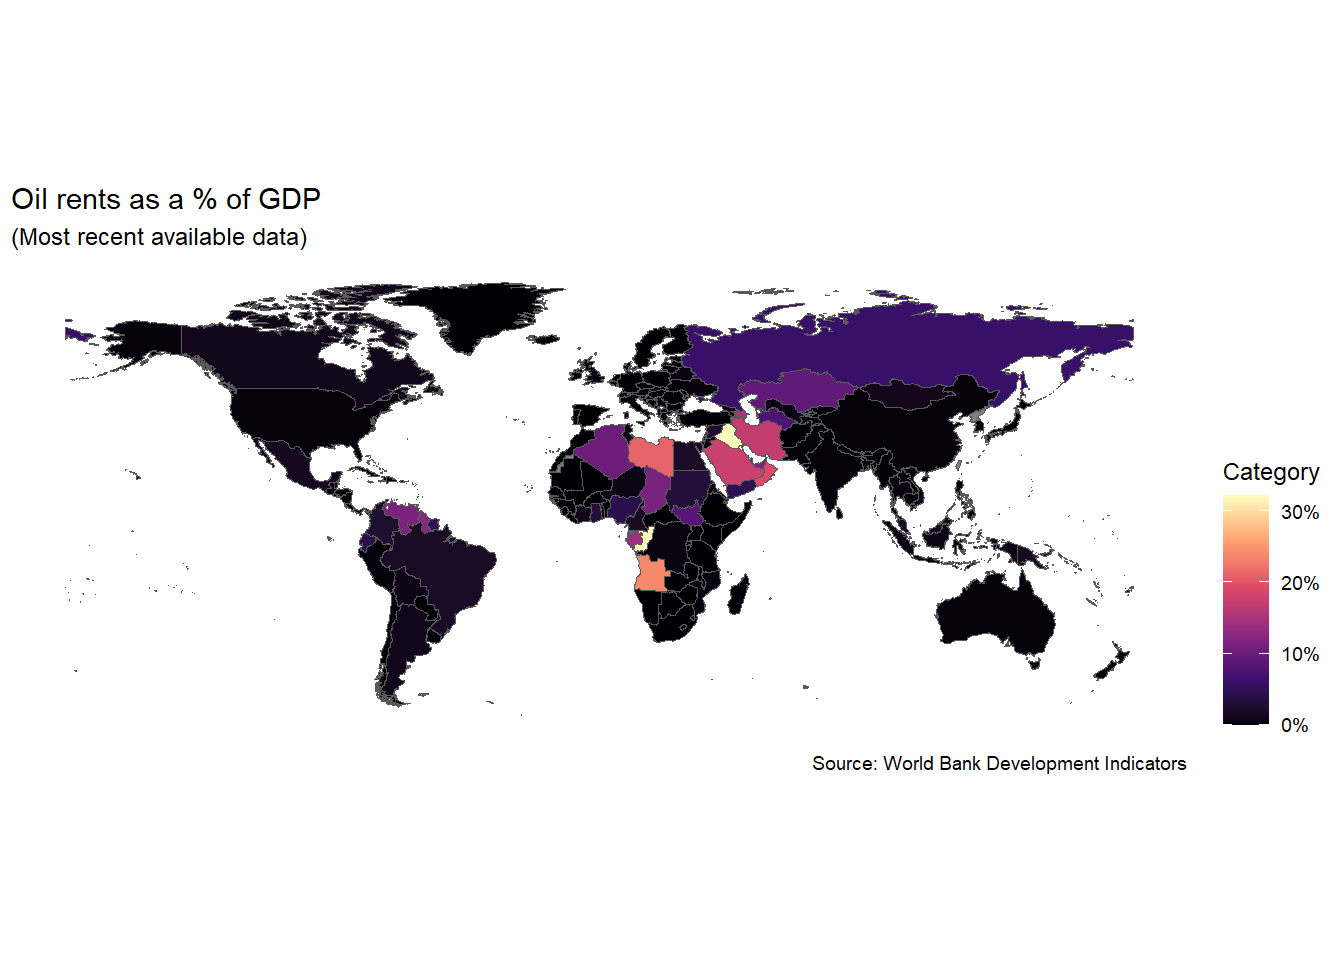 Oil rents as a % of GDP
(Most recent available data)
Category
30%
20%
10%
0%
Source: World Bank Development Indicators